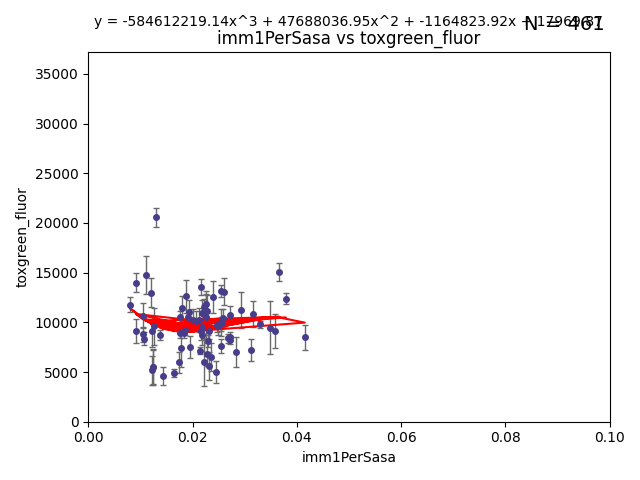 y = -584612219.14x^3 + 47688036.95x^2 + -1164823.92x + 17969.87
N = 461
imm1PerSasa vs toxgreen_fluor
35000
30000
25000
20000
15000
10000
5000
0
toxgreen_fluor
0.00 0.02 0.04 0.06 0.08 0.10
imm1PerSasa